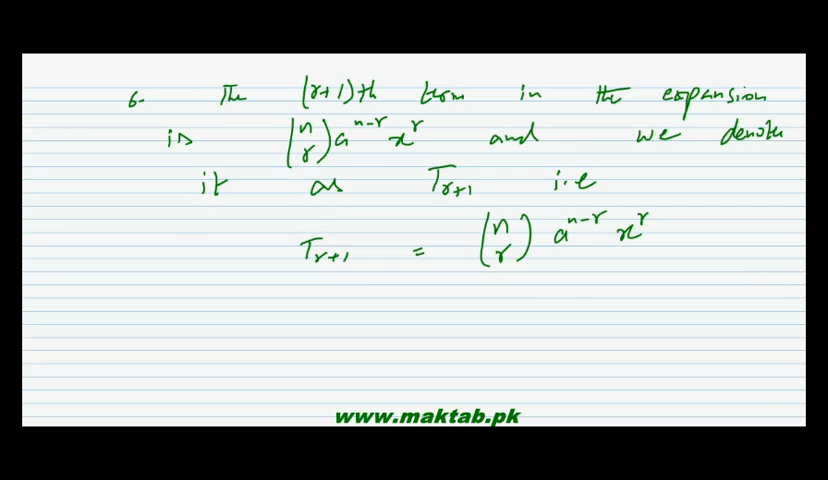 6- The (r+1)th term in the expansion
is (n r) a^{n-r} x^r and we denote
it as T_{r+1} i.e
T_{r+1} = (n r) a^{n-r} x^r
www.maktab.pk